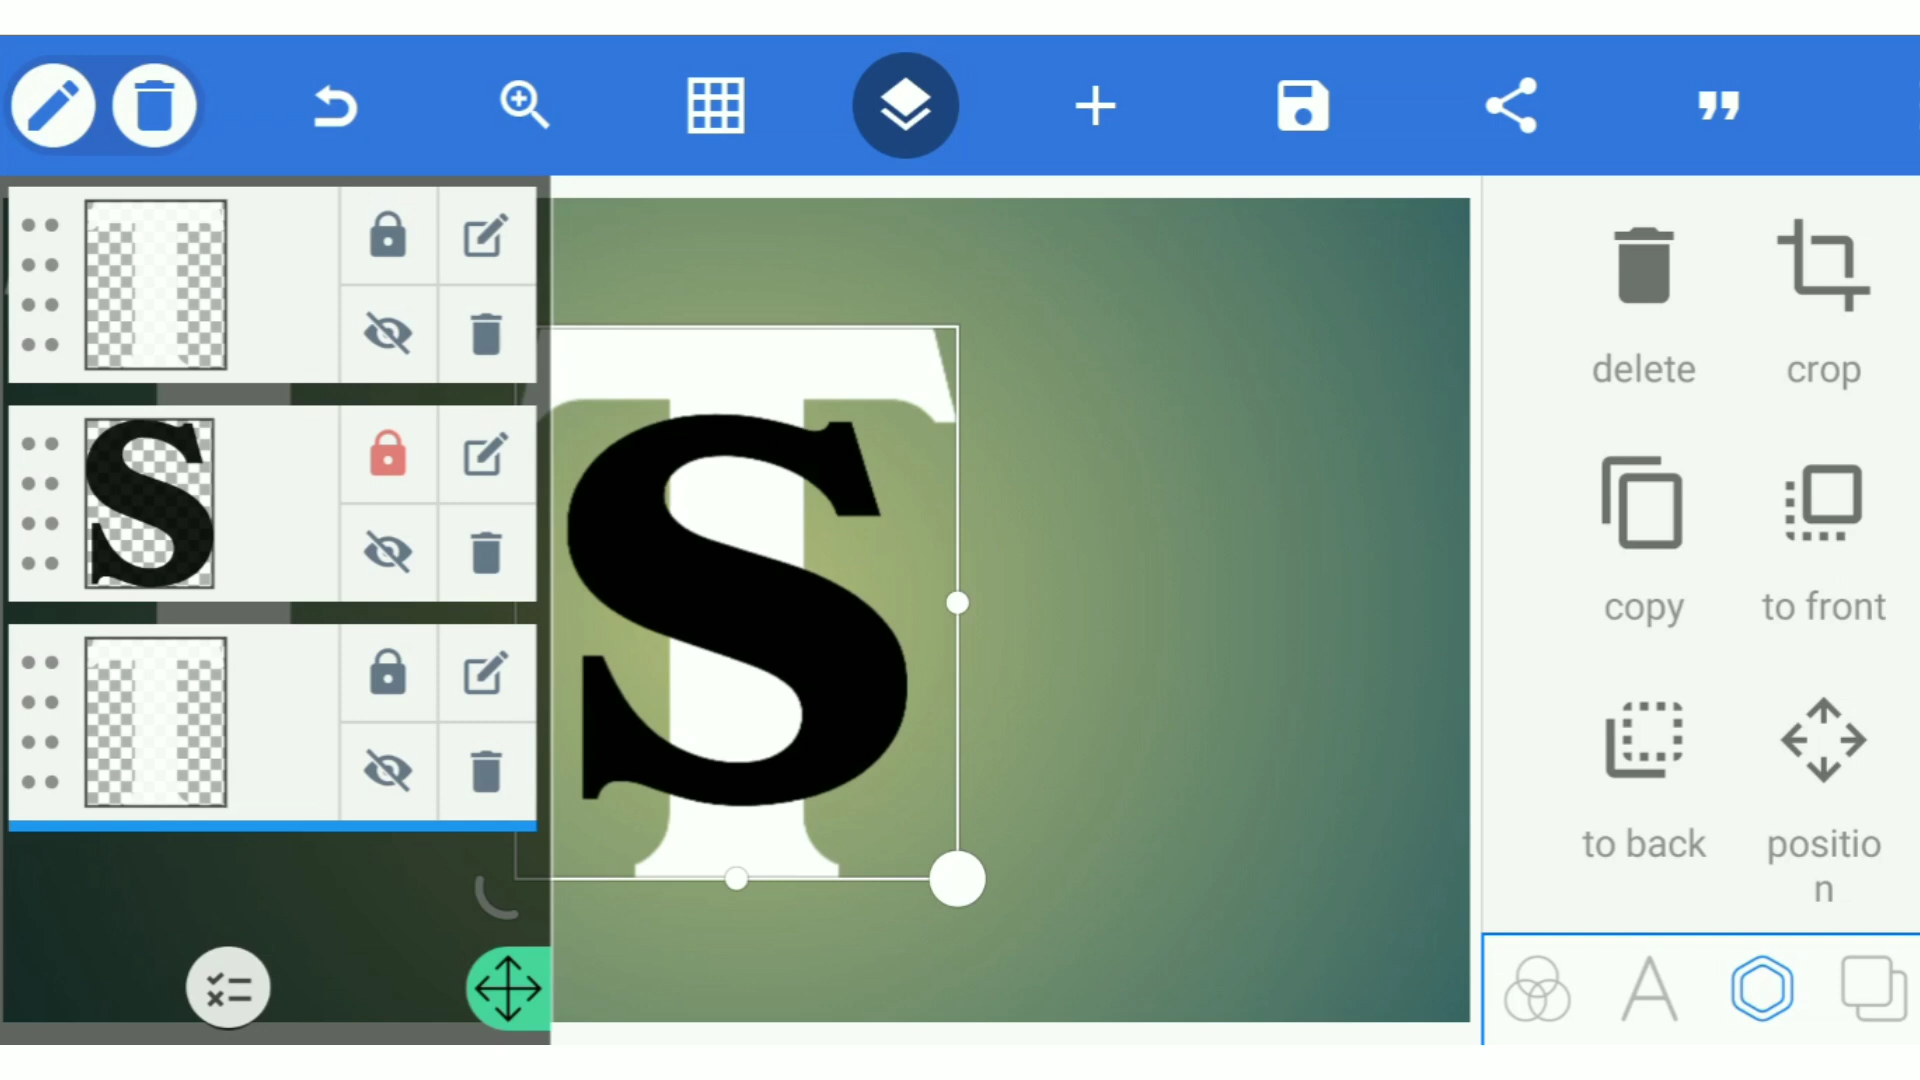 delete
crop
copy
to front
to back
positio
n
T
S